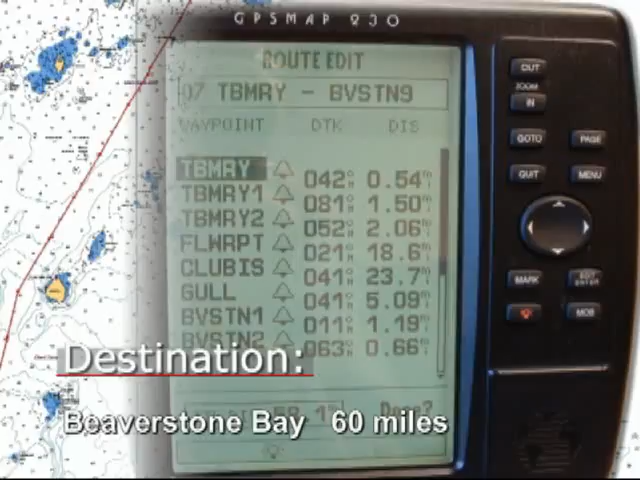 GPSMAP 230
ROUTE EDIT
07 TBMRY - BVSTN9
WAYPOINT DTK DIS
TBMRY
042° 0.54
TBMRY1
081° 1.50
TBMRY2
052° 2.06
FLWRPT
021° 18.6
CLUBIS
041° 23.7
GULL
041° 5.09
BVSTN1
011° 1.19
BVSTN2
063° 0.66
Destination:
Done?
Beaverstone Bay 60 miles
OUT
ZOOM
IN
GOTO PAGE
QUIT MENU
MARK EDIT
ENTER
MOB